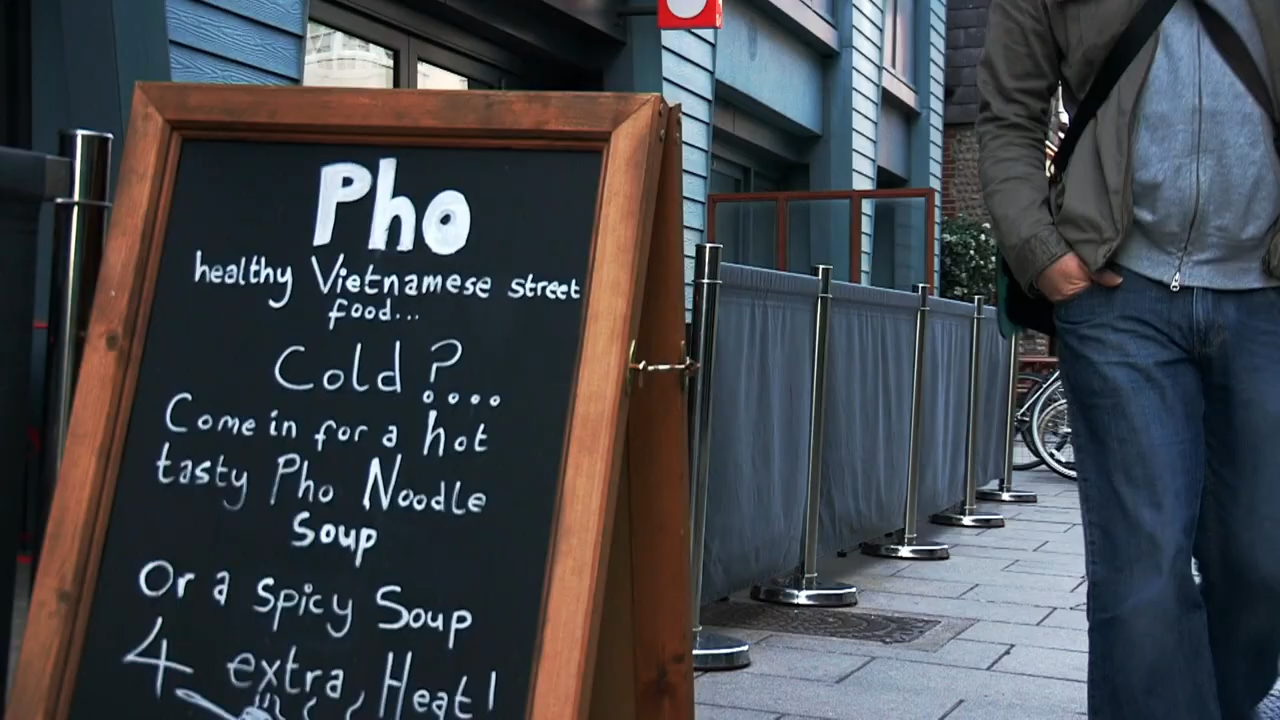 Pho
healthy Vietnamese street
food...
Cold ?....
Come in for a hot
tasty Pho Noodle
Soup
Or a spicy Soup
4 extra Heat!